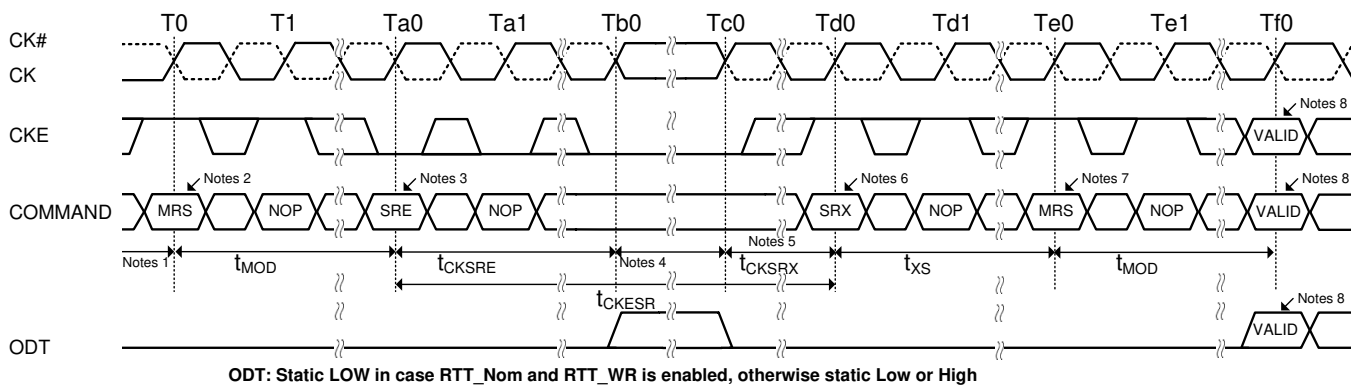 T0 T1 Ta0 Ta1 Tb0 Tc0 Td0 Td1 Te0 Te1 Tf0
CK#
CK
Notes 8
CKE VALID
Notes 2 Notes 3 Notes 6 Notes 7 Notes 8
COMMAND MRS NOP SRE NOP SRX NOP MRS NOP VALID
Notes 1 tMOD tCKSRE Notes 4 Notes 5 tCKSRX tXS tMOD
tCKESR
Notes 8
ODT VALID
ODT: Static LOW in case RTT_Nom and RTT_WR is enabled, otherwise static Low or High